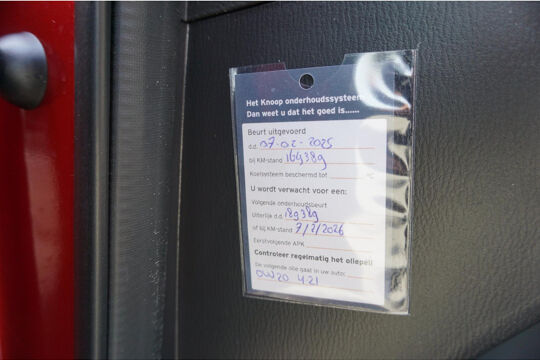 Het Knoop onderhoudssysteem
Dan weet u dat het goed is......
Beurt uitgevoerd
d.d. 07-02-2025
bij KM-stand 169389
Koelsysteem beschermd tot
U wordt verwacht voor een:
Volgende onderhoudsbeurt
Uiterlijk d.d. 189389
of bij KM-stand 7/2/2026
Eerstvolgende APK
Controleer regelmatig het oliepeil
De volgende olie gaat in uw auto:
0W20 4.21